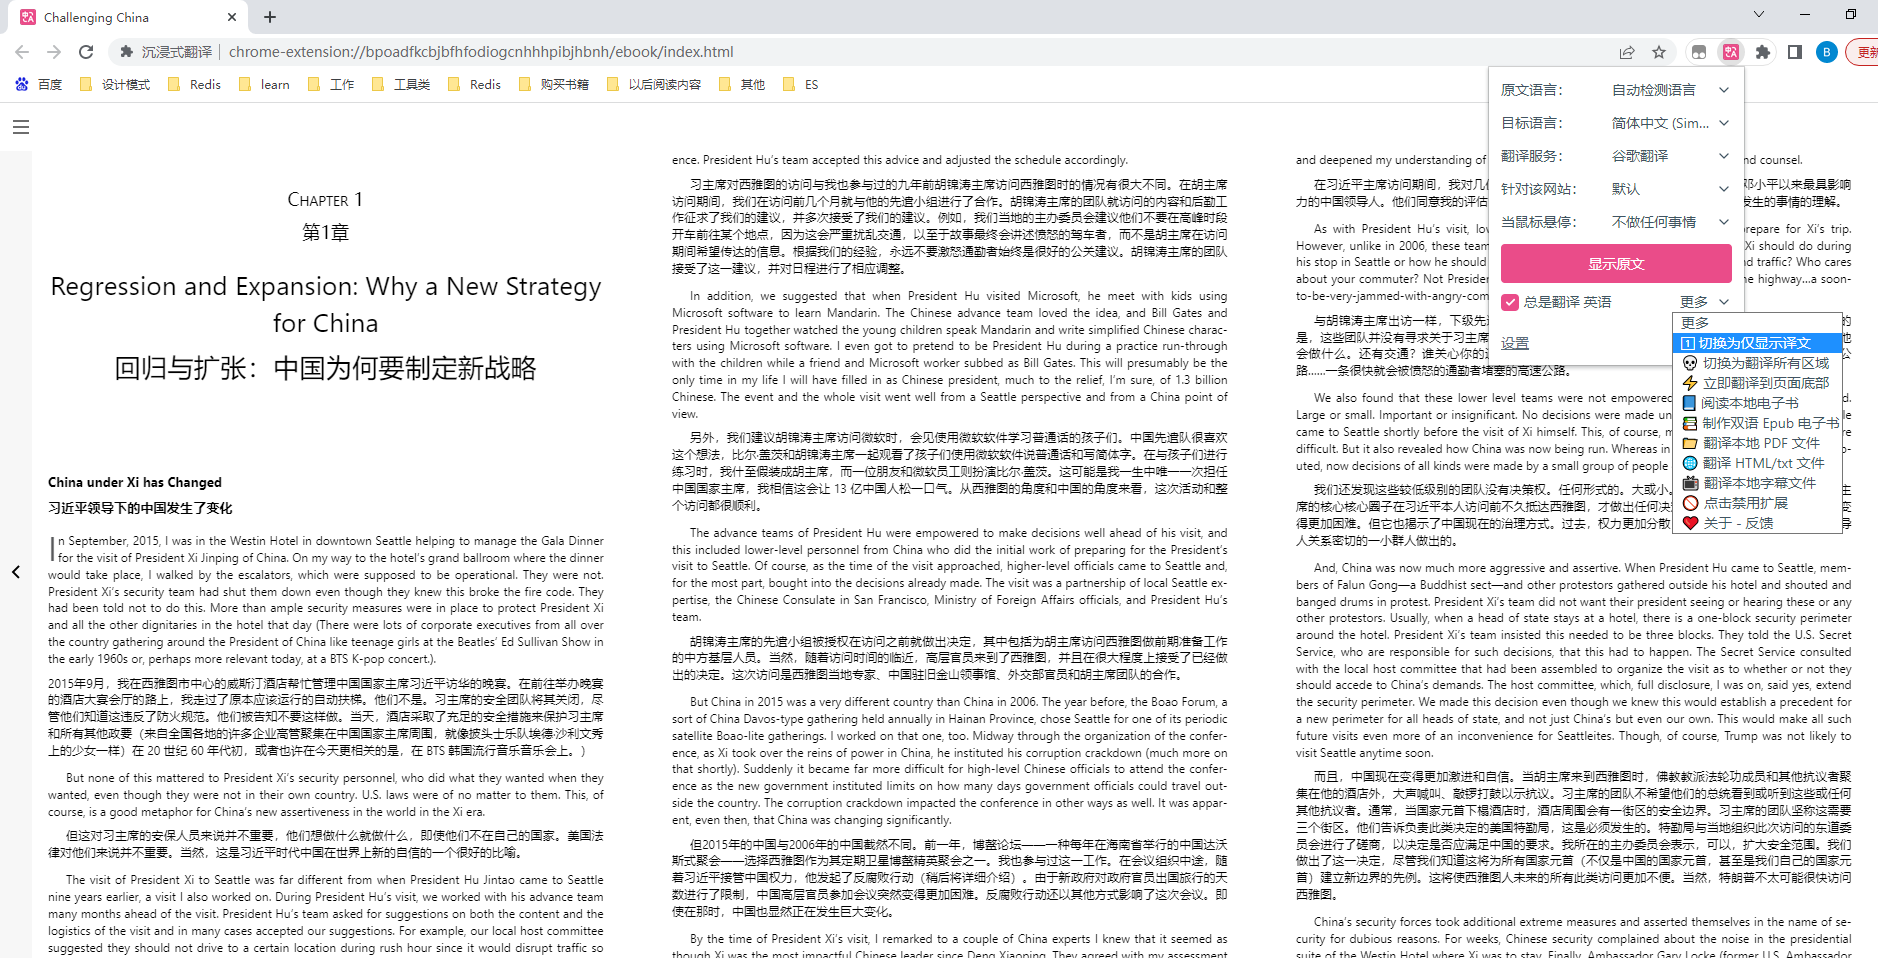 Challenging China
沉浸式翻译 chrome-extension://bpoadfkcbjbfhfodiogcnhhhpibjhbnh/ebook/index.html
B
更新
百度 设计模式 Redis learn 工作 工具类 Redis 购买书籍 以后阅读内容 其他 ES
原文语言： 自动检测语言
目标语言： 简体中文 (Sim...
翻译服务： 谷歌翻译
针对该网站： 默认
当鼠标悬停： 不做任何事情
显示原文
总是翻译 英语 更多
设置
更多
1 切换为仅显示译文
切换为翻译所有区域
立即翻译到页面底部
阅读本地电子书
制作双语 Epub 电子书
翻译本地 PDF 文件
翻译 HTML/txt 文件
翻译本地字幕文件
点击禁用扩展
关于 - 反馈
CHAPTER 1
第1章
Regression and Expansion: Why a New Strategy
for China
回归与扩张：中国为何要制定新战略
China under Xi has Changed
习近平领导下的中国发生了变化
In September, 2015, I was in the Westin Hotel in downtown Seattle helping to manage the Gala Dinner
for the visit of President Xi Jinping of China. On my way to the hotel's grand ballroom where the dinner
would take place, I walked by the escalators, which were supposed to be operational. They were not.
President Xi's security team had shut them down even though they knew this broke the fire code. They
had been told not to do this. More than ample security measures were in place to protect President Xi
and all the other dignitaries in the hotel that day (There were lots of corporate executives from all over
the country gathering around the President of China like teenage girls at the Beatles' Ed Sullivan Show in
the early 1960s or, perhaps more relevant today, at a BTS K-pop concert.).
2015年9月，我在西雅图市中心的威斯汀酒店帮忙管理中国国家主席习近平访华的晚宴。在前往举办晚宴
的酒店大宴会厅的路上，我走过了原本应该运行的自动扶梯。他们不是。习主席的安全团队将其关闭，尽
管他们知道这违反了防火规范。他们被告知不要这样做。当天，酒店采取了充足的安全措施来保护习主席
和所有其他政要（来自全国各地的许多企业高管聚集在中国国家主席周围，就像披头士乐队埃德·沙利文秀
上的少女一样）在 20 世纪 60 年代初，或者也许在今天更相关的是，在 BTS 韩国流行音乐音乐会上。）
But none of this mattered to President Xi's security personnel, who did what they wanted when they
wanted, even though they were not in their own country. U.S. laws were of no matter to them. This, of
course, is a good metaphor for China's new assertiveness in the world in the Xi era.
但这对习主席的安保人员来说并不重要，他们想做什么就做什么，即使他们不在自己的国家。美国法
律对他们来说并不重要。当然，这是习近平时代中国在世界上新的自信的一个很好的比喻。
The visit of President Xi to Seattle was far different from when President Hu Jintao came to Seattle
nine years earlier, a visit I also worked on. During President Hu's visit, we worked with his advance team
many months ahead of the visit. President Hu's team asked for suggestions on both the content and the
logistics of the visit and in many cases accepted our suggestions. For example, our local host committee
suggested they should not drive to a certain location during rush hour since it would disrupt traffic so
ence. President Hu's team accepted this advice and adjusted the schedule accordingly.
习主席对西雅图的访问与我也参与过的九年前胡锦涛主席访问西雅图时的情况有很大不同。在胡主席
访问期间，我们在访问前几个月就与他的先遣小组进行了合作。胡锦涛主席的团队就访问的内容和后勤工
作征求了我们的建议，并多次接受了我们的建议。例如，我们当地的主办委员会建议他们不要在高峰时段
开车前往某个地点，因为这会严重扰乱交通，以至于故事最终会讲述愤怒的驾车者，而不是胡主席在访问
期间希望传达的信息。根据我们的经验，永远不要激怒通勤者始终是很好的公关建议。胡锦涛主席的团队
接受了这一建议，并对日程进行了相应调整。
In addition, we suggested that when President Hu visited Microsoft, he meet with kids using
Microsoft software to learn Mandarin. The Chinese advance team loved the idea, and Bill Gates and
President Hu together watched the young children speak Mandarin and write simplified Chinese charac-
ters using Microsoft software. I even got to pretend to be President Hu during a practice run-through
with the children while a friend and Microsoft worker subbed as Bill Gates. This will presumably be the
only time in my life I will have filled in as Chinese president, much to the relief, I'm sure, of 1.3 billion
Chinese. The event and the whole visit went well from a Seattle perspective and from a China point of
view.
另外，我们建议胡锦涛主席访问微软时，会见使用微软软件学习普通话的孩子们。中国先遣队很喜欢
这个想法，比尔·盖茨和胡锦涛主席一起观看了孩子们使用微软软件说普通话和写简体字。在与孩子们进行
练习时，我什至假装成胡主席，而一位朋友和微软员工则扮演比尔·盖茨。这可能是我一生中唯一一次担任
中国国家主席，我相信这会让 13 亿中国人松一口气。从西雅图的角度和中国的角度来看，这次活动和整
个访问都很顺利。
The advance teams of President Hu were empowered to make decisions well ahead of his visit, and
this included lower-level personnel from China who did the initial work of preparing for the President's
visit to Seattle. Of course, as the time of the visit approached, higher-level officials came to Seattle and,
for the most part, bought into the decisions already made. The visit was a partnership of local Seattle ex-
pertise, the Chinese Consulate in San Francisco, Ministry of Foreign Affairs officials, and President Hu's
team.
胡锦涛主席的先遣小组被授权在访问之前就做出决定，其中包括为胡主席访问西雅图做前期准备工作
的中方基层人员。当然，随着访问时间的临近，高层官员来到了西雅图，并且在很大程度上接受了已经做
出的决定。这次访问是西雅图当地专家、中国驻旧金山领事馆、外交部官员和胡主席团队的合作。
But China in 2015 was a very different country than China in 2006. The year before, the Boao Forum, a
sort of China Davos-type gathering held annually in Hainan Province, chose Seattle for one of its periodic
satellite Boao-lite gatherings. I worked on that one, too. Midway through the organization of the confer-
ence, as Xi took over the reins of power in China, he instituted his corruption crackdown (much more on
that shortly). Suddenly it became far more difficult for high-level Chinese officials to attend the confer-
ence as the new government instituted limits on how many days government officials could travel out-
side the country. The corruption crackdown impacted the conference in other ways as well. It was appar-
ent, even then, that China was changing significantly.
但2015年的中国与2006年的中国截然不同。前一年，博鳌论坛——一种每年在海南省举行的中国达沃
斯式聚会——选择西雅图作为其定期卫星博鳌精英聚会之一。我也参与过这一工作。在会议组织中途，随
着习近平接管中国权力，他发起了反腐败行动（稍后将详细介绍）。由于新政府对政府官员出国旅行的天
数进行了限制，中国高层官员参加会议突然变得更加困难。反腐败行动还以其他方式影响了这次会议。即
使在那时，中国也显然正在发生巨大变化。
By the time of President Xi's visit, I remarked to a couple of China experts I knew that it seemed as
though Xi was the most impactful Chinese leader since Deng Xiaoping. They agreed with my assessment
and deepened my understanding of nd counsel.
在习近平主席访问期间，我对几 邓小平以来最具影响
力的中国领导人。他们同意我的评估 发生的事情的理解。
As with President Hu's visit, lo repare for Xi's trip.
However, unlike in 2006, these team Xi should do during
his stop in Seattle or how he should nd traffic? Who cares
about your commuter? Not Presiden he highway...a soon-
to-be-very-jammed-with-angry-com
与胡锦涛主席出访一样，下级先 的
是，这些团队并没有寻求关于习主席 他
会做什么。还有交通？谁关心你的通 公
路……一条很快就会被愤怒的通勤者堵塞的高速公路。
We also found that these lower level teams were not empowered d.
Large or small. Important or insignificant. No decisions were made un le
came to Seattle shortly before the visit of Xi himself. This, of course, m re
difficult. But it also revealed how China was now being run. Whereas in o-
uted, now decisions of all kinds were made by a small group of people
我们还发现这些较低级别的团队没有决策权。任何形式的。大或小。 主
席的核心核心圈子在习近平本人访问前不久抵达西雅图，才做出任何决 变
得更加困难。但它也揭示了中国现在的治理方式。过去，权力更加分散 导
人关系密切的一小群人做出的。
And, China was now much more aggressive and assertive. When President Hu came to Seattle, mem-
bers of Falun Gong—a Buddhist sect—and other protestors gathered outside his hotel and shouted and
banged drums in protest. President Xi's team did not want their president seeing or hearing these or any
other protestors. Usually, when a head of state stays at a hotel, there is a one-block security perimeter
around the hotel. President Xi's team insisted this needed to be three blocks. They told the U.S. Secret
Service, who are responsible for such decisions, that this had to happen. The Secret Service consulted
with the local host committee that had been assembled to organize the visit as to whether or not they
should accede to China's demands. The host committee, which, full disclosure, I was on, said yes, extend
the security perimeter. We made this decision even though we knew this would establish a precedent for
a new perimeter for all heads of state, and not just China's but even our own. This would make all such
future visits even more of an inconvenience for Seattleites. Though, of course, Trump was not likely to
visit Seattle anytime soon.
而且，中国现在变得更加激进和自信。当胡主席来到西雅图时，佛教教派法轮功成员和其他抗议者聚
集在他的酒店外，大声喊叫、敲锣打鼓以示抗议。习主席的团队不希望他们的总统看到或听到这些或任何
其他抗议者。通常，当国家元首下榻酒店时，酒店周围会有一街区的安全边界。习主席的团队坚称这需要
三个街区。他们告诉负责此类决定的美国特勤局，这是必须发生的。特勤局与当地组织此次访问的东道委
员会进行了磋商，以决定是否应满足中国的要求。我所在的主办委员会表示，可以，扩大安全范围。我们
做出了这一决定，尽管我们知道这将为所有国家元首（不仅是中国的国家元首，甚至是我们自己的国家元
首）建立新边界的先例。这将使西雅图人未来的所有此类访问更加不便。当然，特朗普不太可能很快访问
西雅图。
China's security forces took additional extreme measures and asserted themselves in the name of se-
curity for dubious reasons. For weeks, Chinese security complained about the noise in the presidential
suite of the Westin Hotel where Xi was to stay. Finally, Ambassador Gary Locke (former U.S. Ambassador